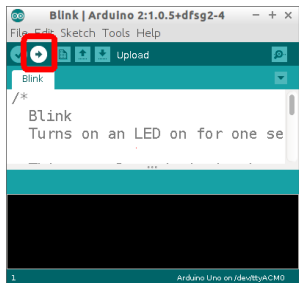 Blink | Arduino 2:1.0.5+dfsg2-4
File Edit Sketch Tools Help
Upload
Blink
/*
Blink
Turns on an LED on for one se
1
Arduino Uno on /dev/ttyACM0